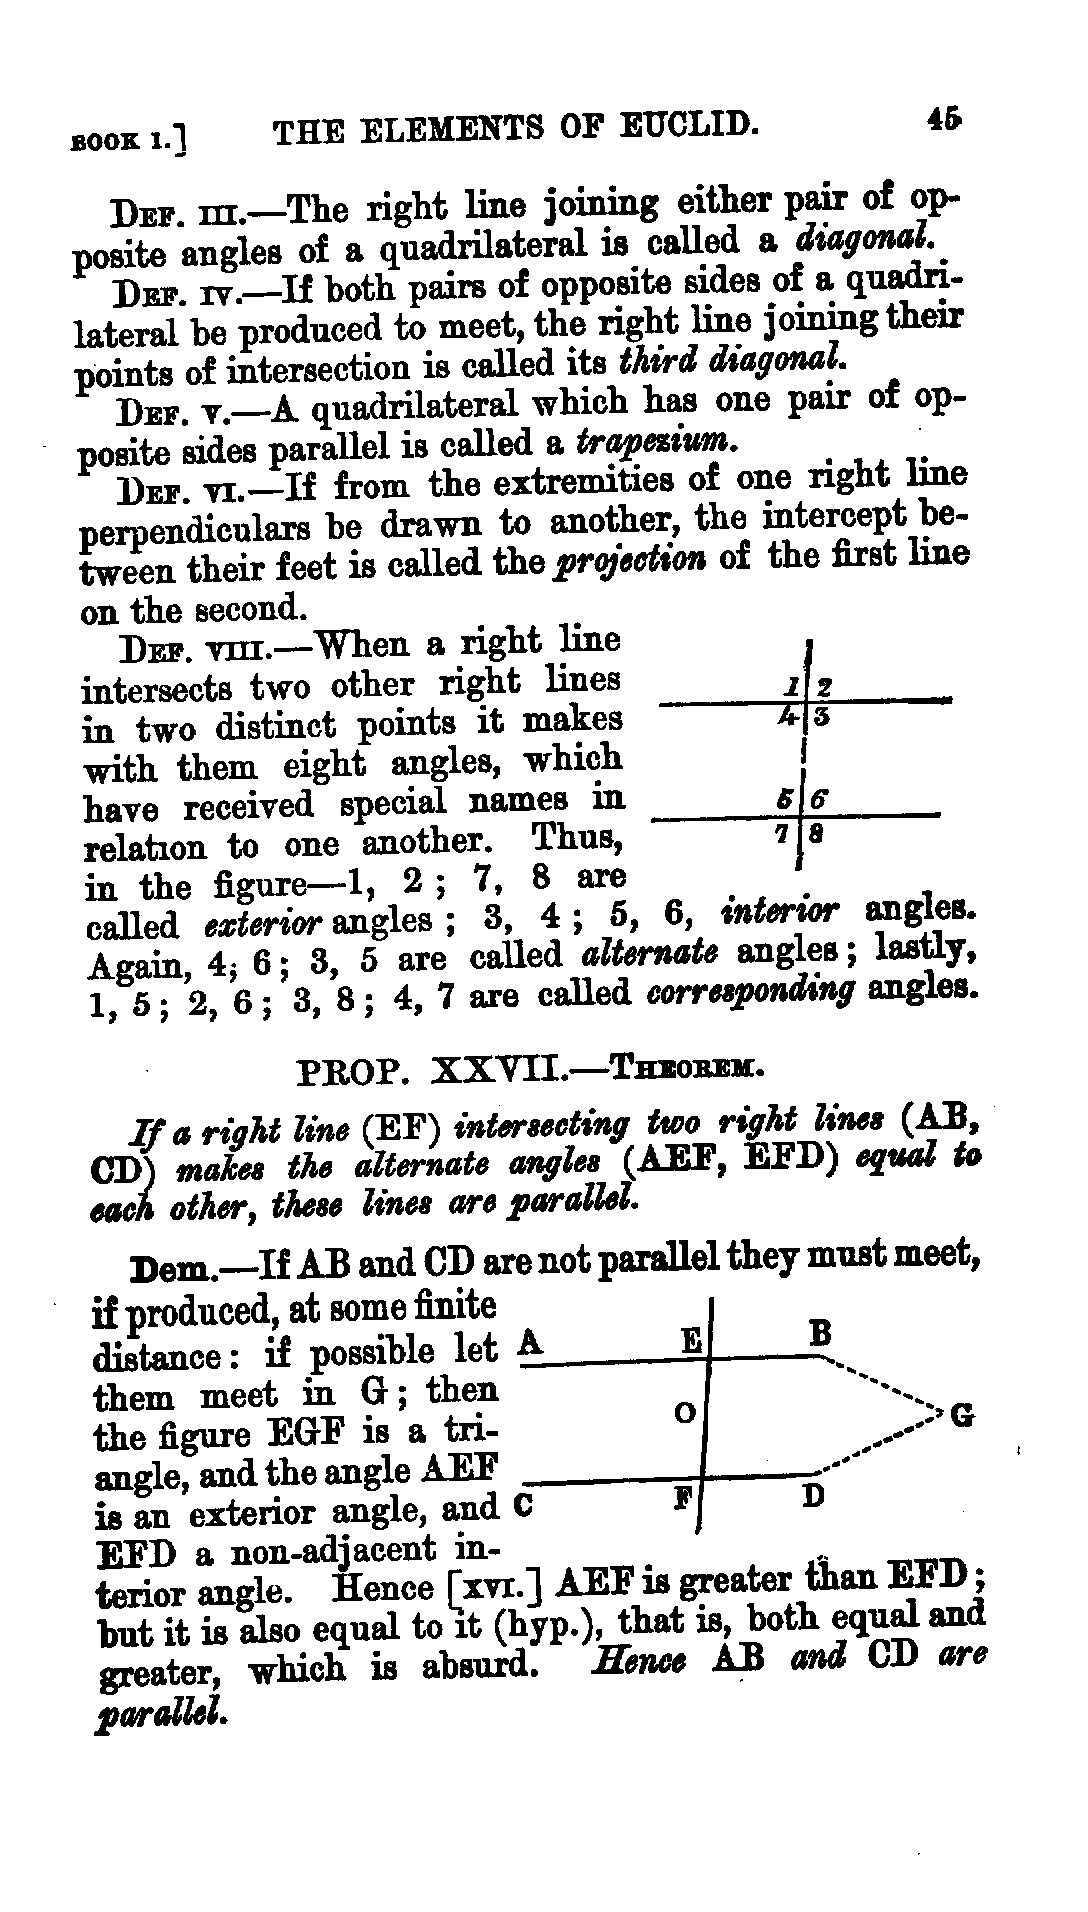 BOOK I.] THE ELEMENTS OF EUCLID. 45
DEF. III.—The right line joining either pair of op-
posite angles of a quadrilateral is called a diagonal.
DEF. IV.—If both pairs of opposite sides of a quadri-
lateral be produced to meet, the right line joining their
points of intersection is called its third diagonal.
DEF. V.—A quadrilateral which has one pair of op-
posite sides parallel is called a trapezium.
DEF. VI.—If from the extremities of one right line
perpendiculars be drawn to another, the intercept be-
tween their feet is called the projection of the first line
on the second.
DEF. VIII.—When a right line
intersects two other right lines
in two distinct points it makes
with them eight angles, which
have received special names in
relation to one another. Thus,
in the figure—1, 2 ; 7, 8 are
called exterior angles ; 3, 4 ; 5, 6, interior angles.
Again, 4; 6 ; 3, 5 are called alternate angles ; lastly,
1, 5 ; 2, 6 ; 3, 8 ; 4, 7 are called corresponding angles.
1 2
4 3
5 6
7 8
PROP. XXVII.—THEOREM.
If a right line (EF) intersecting two right lines (AB,
CD) makes the alternate angles (AEF, EFD) equal to
each other, these lines are parallel.
Dem.—If AB and CD are not parallel they must meet,
if produced, at some finite
distance : if possible let
them meet in G ; then
the figure EGF is a tri-
angle, and the angle AEF
is an exterior angle, and
EFD a non-adjacent in-
terior angle. Hence [XVI.] AEF is greater than EFD ;
but it is also equal to it (hyp.), that is, both equal and
greater, which is absurd. Hence AB and CD are
parallel.
A E B
O G
C F D